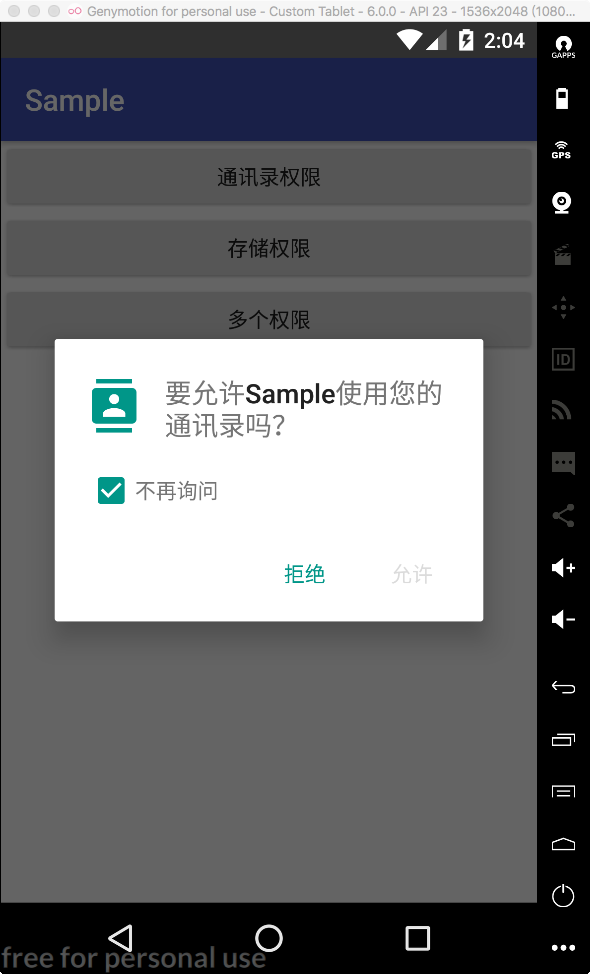 Genymotion for personal use - Custom Tablet - 6.0.0 - API 23 - 1536x2048 (1080...
2:04
GAPPS
Sample
GPS
通讯录权限
存储权限
多个权限
ID
要允许Sample使用您的
通讯录吗？
不再询问
拒绝 允许
free for personal use